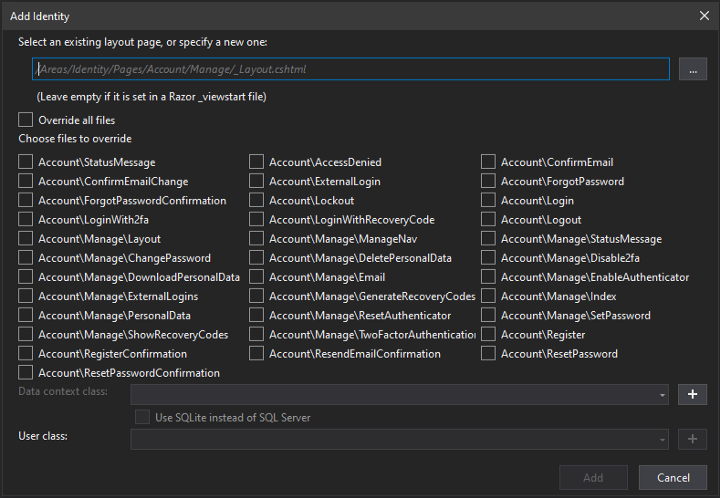 Add Identity
Select an existing layout page, or specify a new one:
/Areas/Identity/Pages/Account/Manage/_Layout.cshtml
...
(Leave empty if it is set in a Razor _viewstart file)
Override all files
Choose files to override
Account\StatusMessage Account\AccessDenied Account\ConfirmEmail
Account\ConfirmEmailChange Account\ExternalLogin Account\ForgotPassword
Account\ForgotPasswordConfirmation Account\Lockout Account\Login
Account\LoginWith2fa Account\LoginWithRecoveryCode Account\Logout
Account\Manage\Layout Account\Manage\ManageNav Account\Manage\StatusMessage
Account\Manage\ChangePassword Account\Manage\DeletePersonalData Account\Manage\Disable2fa
Account\Manage\DownloadPersonalData Account\Manage\Email Account\Manage\EnableAuthenticator
Account\Manage\ExternalLogins Account\Manage\GenerateRecoveryCodes Account\Manage\Index
Account\Manage\PersonalData Account\Manage\ResetAuthenticator Account\Manage\SetPassword
Account\Manage\ShowRecoveryCodes Account\Manage\TwoFactorAuthentication Account\Register
Account\RegisterConfirmation Account\ResendEmailConfirmation Account\ResetPassword
Account\ResetPasswordConfirmation
Data context class:
+
Use SQLite instead of SQL Server
User class:
+
Add Cancel